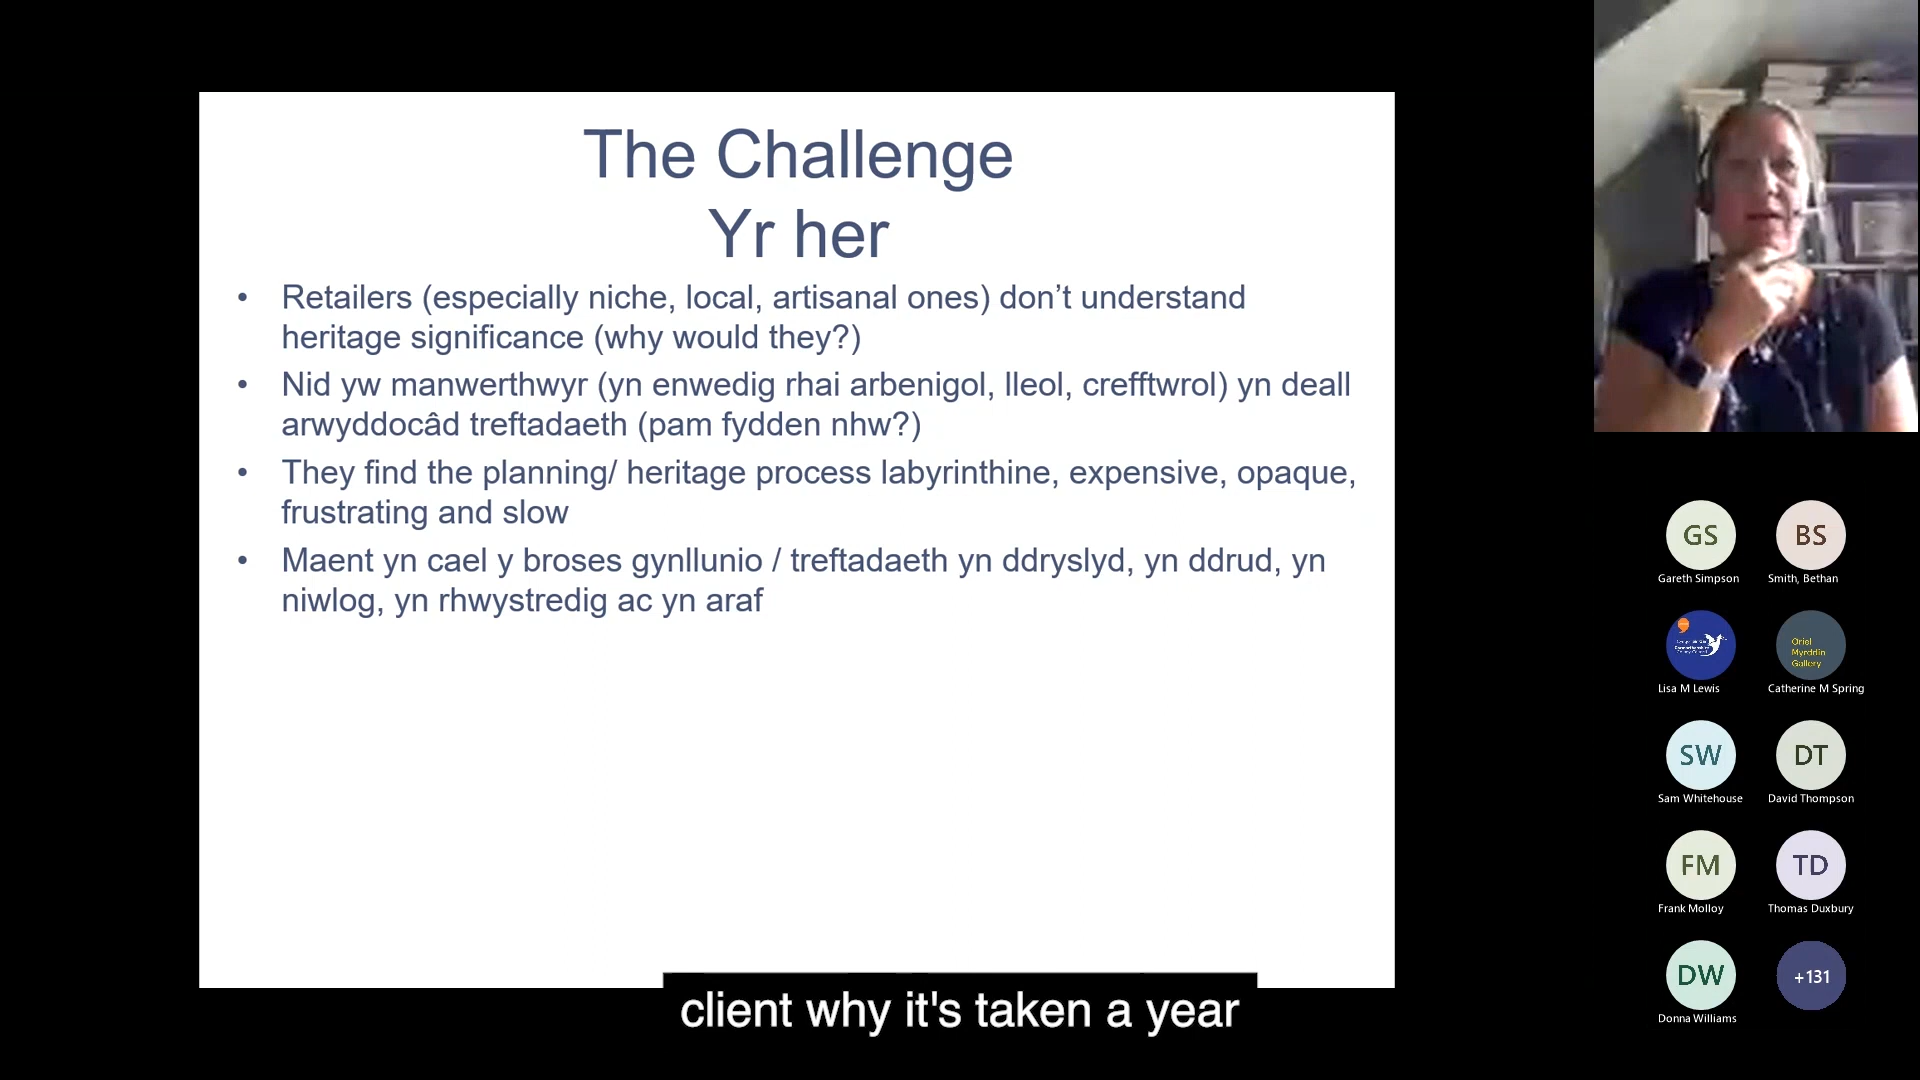 The Challenge
Yr her
• Retailers (especially niche, local, artisanal ones) don’t understand
heritage significance (why would they?)
• Nid yw manwerthwyr (yn enwedig rhai arbenigol, lleol, crefftwrol) yn deall
arwyddocâd treftadaeth (pam fydden nhw?)
• They find the planning/ heritage process labyrinthine, expensive, opaque,
frustrating and slow
• Maent yn cael y broses gynllunio / treftadaeth yn ddryslyd, yn ddrud, yn
niwlog, yn rhwystredig ac yn araf
client why it's taken a year
GS
Gareth Simpson
BS
Smith, Bethan
Lisa M Lewis
Oriel
Myrddin
Gallery
Catherine M Spring
SW
Sam Whitehouse
DT
David Thompson
FM
Frank Molloy
TD
Thomas Duxbury
DW
Donna Williams
+131